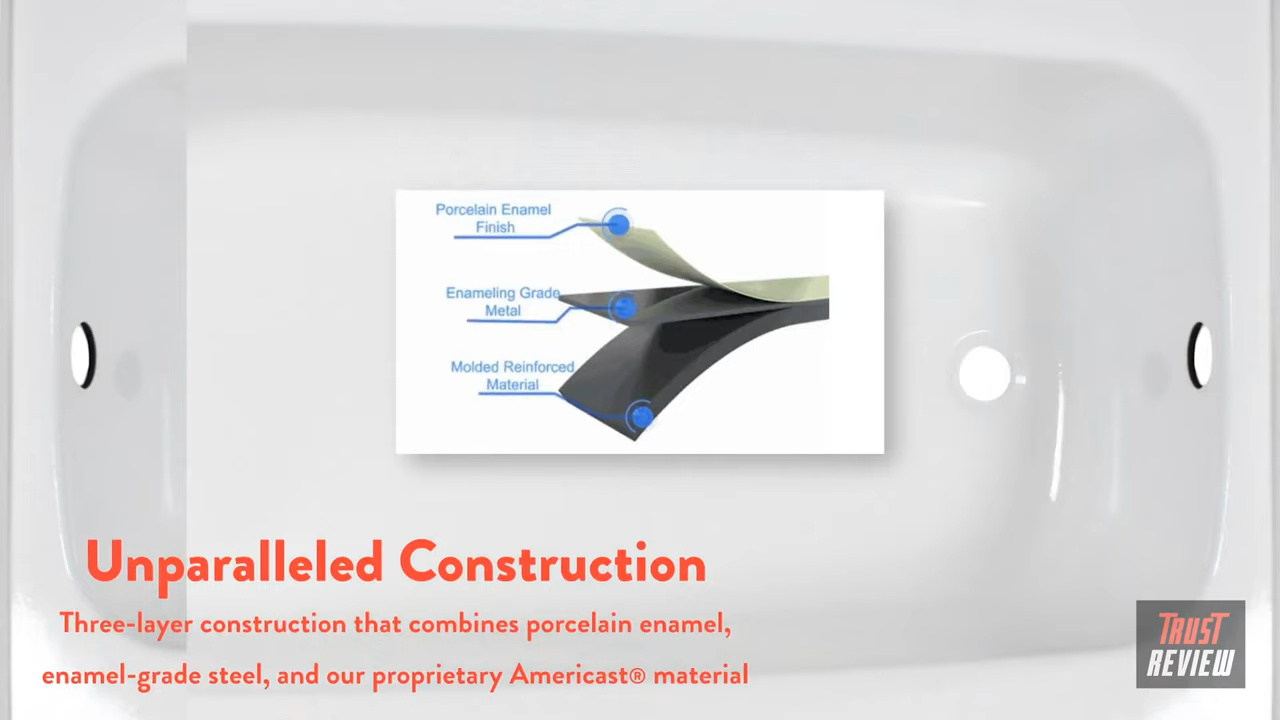 Porcelain Enamel
Finish
Enameling Grade
Metal
Molded Reinforced
Material
Unparalleled Construction
Three-layer construction that combines porcelain enamel,
enamel-grade steel, and our proprietary Americast® material
TRUST
REVIEW